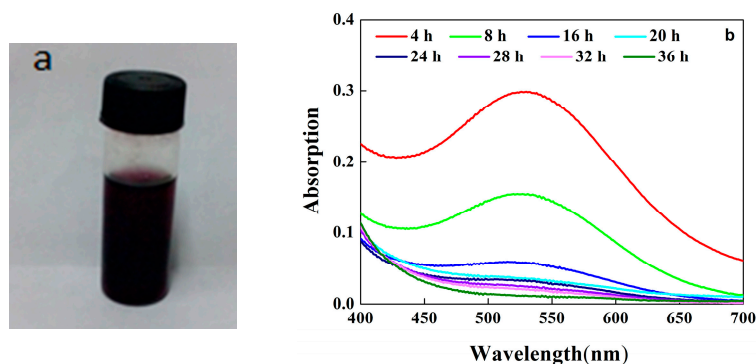 a
b
4 h 8 h 16 h 20 h
24 h 28 h 32 h 36 h
0.4
0.3
0.2
0.1
0.0
Absorption
400 450 500 550 600 650 700
Wavelength(nm)